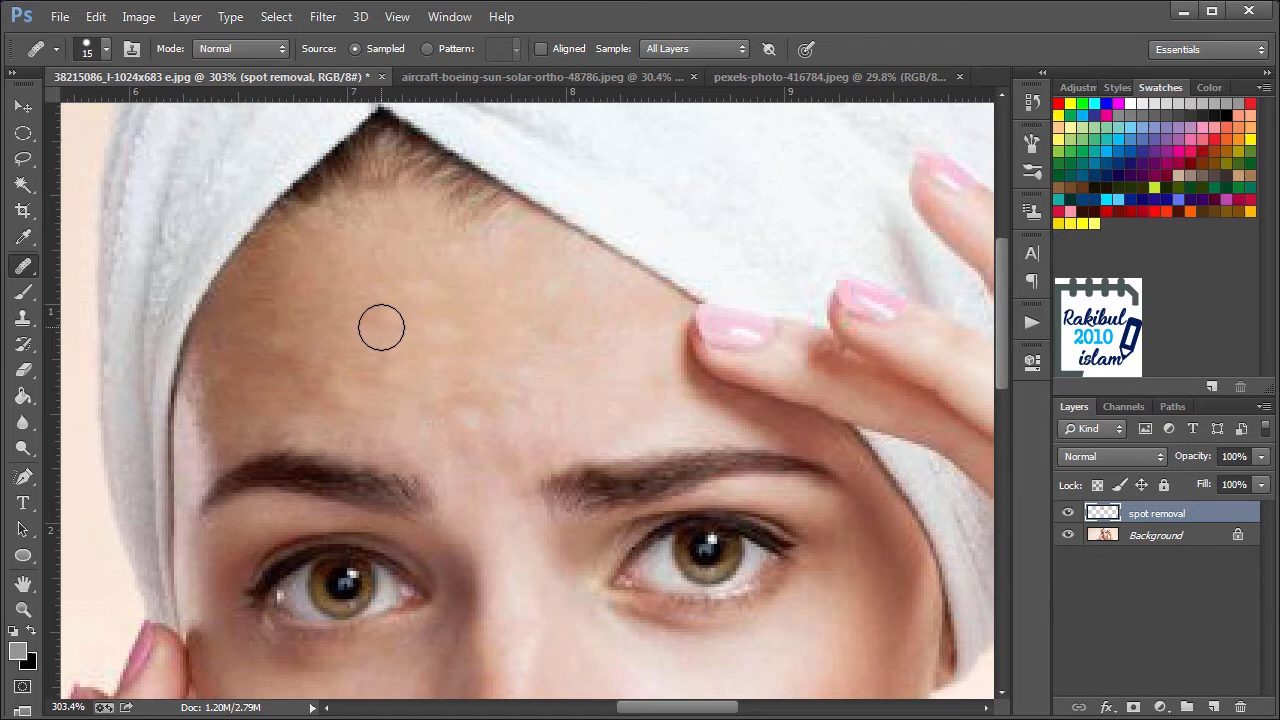 Ps File Edit Image Layer Type Select Filter 3D View Window Help
15 Mode: Normal Source: Sampled Pattern: Aligned Sample: All Layers Essentials
38215086_l-1024x683 e.jpg @ 303% (spot removal, RGB/8#) * × aircraft-boeing-sun-solar-ortho-48786.jpeg @ 30.4% ... × pexels-photo-416784.jpeg @ 29.8% (RGB/8... ×
6 7 8 9
1
2
Adjustm Styles Swatches Color
Rakibul
2010
islam
Layers Channels Paths
Kind
Normal Opacity: 100%
Lock: Fill: 100%
spot removal
Background
303.4% Doc: 1.20M/2.79M